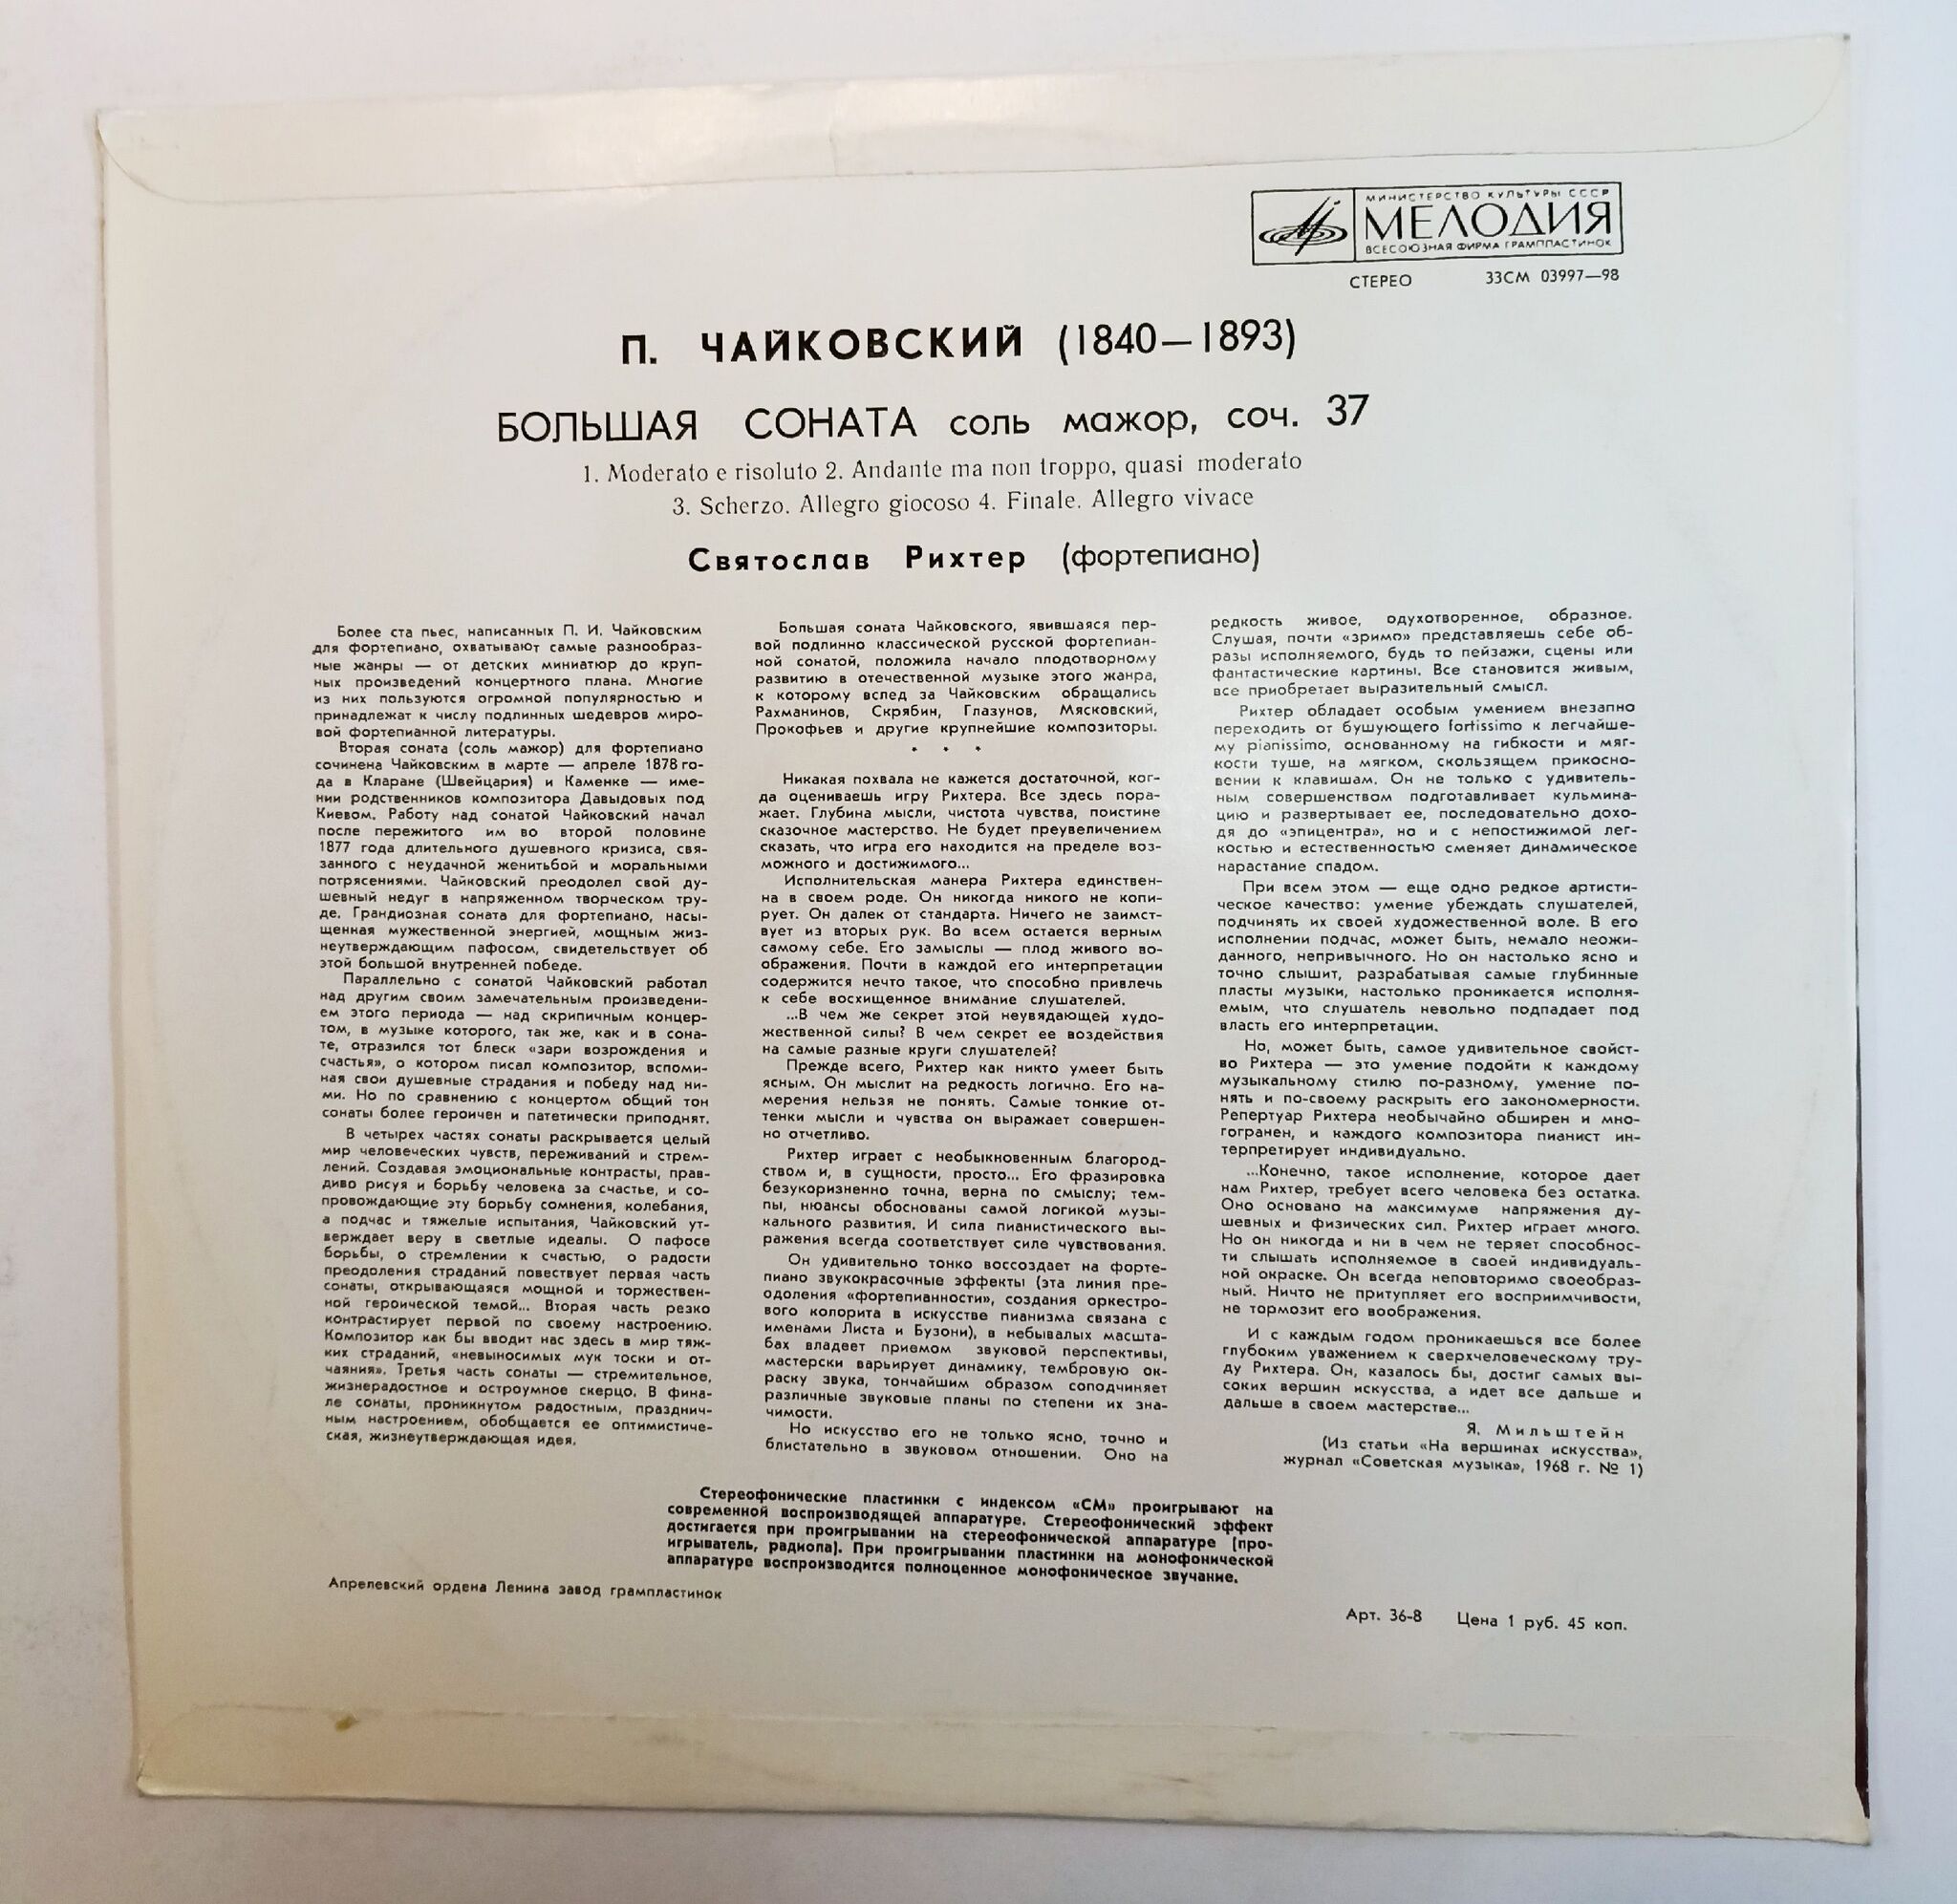 МИНИСТЕРСТВО КУЛЬТУРЫ СССР
МЕЛОДИЯ
ВСЕСОЮЗНАЯ ФИРМА ГРАМПЛАСТИНОК
СТЕРЕО 33СМ 03997—98
П. ЧАЙКОВСКИЙ (1840—1893)
БОЛЬШАЯ СОНАТА соль мажор, соч. 37
1. Moderato e risoluto 2. Andante ma non troppo, quasi moderato
3. Scherzo. Allegro giocoso 4. Finale. Allegro vivace
Святослав Рихтер (фортепиано)
Более ста пьес, написанных П. И. Чайковским
для фортепиано, охватывают самые разнообраз-
ные жанры — от детских миниатюр до круп-
ных произведений концертного плана. Многие
из них пользуются огромной популярностью и
принадлежат к числу подлинных шедевров миро-
вой фортепианной литературы.
Вторая соната (соль мажор) для фортепиано
сочинена Чайковским в марте — апреле 1878 го-
да в Кларане (Швейцария) и Каменке — име-
нии родственников композитора Давыдовых под
Киевом. Работу над сонатой Чайковский начал
после пережитого им во второй половине
1877 года длительного душевного кризиса, свя-
занного с неудачной женитьбой и моральными
потрясениями. Чайковский преодолел свой ду-
шевный недуг в напряженном творческом тру-
де. Грандиозная соната для фортепиано, насы-
щенная мужественной энергией, мощным жиз-
неутверждающим пафосом, свидетельствует об
этой большой внутренней победе.
Параллельно с сонатой Чайковский работал
над другим своим замечательным произведени-
ем этого периода — над скрипичным концер-
том, в музыке которого, так же, как и в сона-
те, отразился тот блеск «зари возрождения и
счастья», о котором писал композитор, вспоми-
ная свои душевные страдания и победу над ни-
ми. Но по сравнению с концертом общий тон
сонаты более героичен и патетически приподнят.
В четырех частях сонаты раскрывается целый
мир человеческих чувств, переживаний и стрем-
лений. Создавая эмоциональные контрасты, прав-
диво рисуя и борьбу человека за счастье, и со-
провождающие эту борьбу сомнения, колебания,
а подчас и тяжелые испытания, Чайковский ут-
верждает веру в светлые идеалы. О пафосе
борьбы, о стремлении к счастью, о радости
преодоления страданий повествует первая часть
сонаты, открывающаяся мощной и торжествен-
ной героической темой... Вторая часть резко
контрастирует первой по своему настроению.
Композитор как бы вводит нас здесь в мир тяж-
ких страданий, «невыносимых мук тоски и от-
чаяния». Третья часть сонаты — стремительное,
жизнерадостное и остроумное скерцо. В фина-
ле сонаты, проникнутом радостным, празднич-
ным настроением, обобщается ее оптимистиче-
ская, жизнеутверждающая идея.
Большая соната Чайковского, явившаяся пер-
вой подлинно классической русской фортепиан-
ной сонатой, положила начало плодотворному
развитию в отечественной музыке этого жанра,
к которому вслед за Чайковским обращались
Рахманинов, Скрябин, Глазунов, Мясковский,
Прокофьев и другие крупнейшие композиторы.
* * *
Никакая похвала не кажется достаточной, ког-
да оцениваешь игру Рихтера. Все здесь пора-
жает. Глубина мысли, чистота чувства, поистине
сказочное мастерство. Не будет преувеличением
сказать, что игра его находится на пределе воз-
можного и достижимого...
Исполнительская манера Рихтера единствен-
на в своем роде. Он никогда никого не копи-
рует. Он далек от стандарта. Ничего не заимст-
вует из вторых рук. Во всем остается верным
самому себе. Его замыслы — плод живого во-
ображения. Почти в каждой его интерпретации
содержится нечто такое, что способно привлечь
к себе восхищенное внимание слушателей.
...В чем же секрет этой неувядающей худо-
жественной силы? В чем секрет ее воздействия
на самые разные круги слушателей?
Прежде всего, Рихтер как никто умеет быть
ясным. Он мыслит на редкость логично. Его на-
мерения нельзя не понять. Самые тонкие от-
тенки мысли и чувства он выражает совершен-
но отчетливо.
Рихтер играет с необыкновенным благород-
ством и, в сущности, просто... Его фразировка
безукоризненно точна, верна по смыслу; тем-
пы, нюансы обоснованы самой логикой музы-
кального развития. И сила пианистического вы-
ражения всегда соответствует силе чувствования.
Он удивительно тонко воссоздает на форте-
пиано звукокрасочные эффекты (эта линия пре-
одоления «фортепианности», создания оркестро-
вого колорита в искусстве пианизма связана с
именами Листа и Бузони), в небывалых масшта-
бах владеет приемом звуковой перспективы,
мастерски варьирует динамику, тембровую ок-
раску звука, тончайшим образом соподчиняет
различные звуковые планы по степени их зна-
чимости.
Но искусство его не только ясно, точно и
блистательно в звуковом отношении. Оно на
редкость живое, одухотворенное, образное.
Слушая, почти «зримо» представляешь себе об-
разы исполняемого, будь то пейзажи, сцены или
фантастические картины. Все становится живым,
все приобретает выразительный смысл.
Рихтер обладает особым умением внезапно
переходить от бушующего fortissimo к легчайше-
му pianissimo, основанному на гибкости и мяг-
кости туше, на мягком, скользящем прикосно-
вении к клавишам. Он не только с удивитель-
ным совершенством подготавливает кульмина-
цию и развертывает ее, последовательно дохо-
дя до «эпицентра», но и с непостижимой лег-
костью и естественностью сменяет динамическое
нарастание спадом.
При всем этом — еще одно редкое артисти-
ческое качество: умение убеждать слушателей,
подчинять их своей художественной воле. В его
исполнении подчас, может быть, немало неожи-
данного, непривычного. Но он настолько ясно и
точно слышит, разрабатывая самые глубинные
пласты музыки, настолько проникается исполня-
емым, что слушатель невольно подпадает под
власть его интерпретации.
Но, может быть, самое удивительное свойст-
во Рихтера — это умение подойти к каждому
музыкальному стилю по-разному, умение по-
нять и по-своему раскрыть его закономерности.
Репертуар Рихтера необычайно обширен и мно-
гогранен, и каждого композитора пианист ин-
терпретирует индивидуально.
...Конечно, такое исполнение, которое дает
нам Рихтер, требует всего человека без остатка.
Оно основано на максимуме напряжения ду-
шевных и физических сил. Рихтер играет много.
Но он никогда и ни в чем не теряет способнос-
ти слышать исполняемое в своей индивидуаль-
ной окраске. Он всегда неповторимо своеобраз-
ный. Ничто не притупляет его восприимчивости,
не тормозит его воображения.
И с каждым годом проникаешься все более
глубоким уважением к сверхчеловеческому тру-
ду Рихтера. Он, казалось бы, достиг самых вы-
соких вершин искусства, а идет все дальше и
дальше в своем мастерстве...
Я. Мильштейн
(Из статьи «На вершинах искусства»,
журнал «Советская музыка», 1968 г. № 1)
Стереофонические пластинки с индексом «СМ» проигрывают на
современной воспроизводящей аппаратуре. Стереофонический эффект
достигается при проигрывании на стереофонической аппаратуре (про-
игрыватель, радиола). При проигрывании пластинки на монофонической
аппаратуре воспроизводится полноценное монофоническое звучание.
Апрелевский ордена Ленина завод грампластинок
Арт. 36-8 Цена 1 руб. 45 коп.